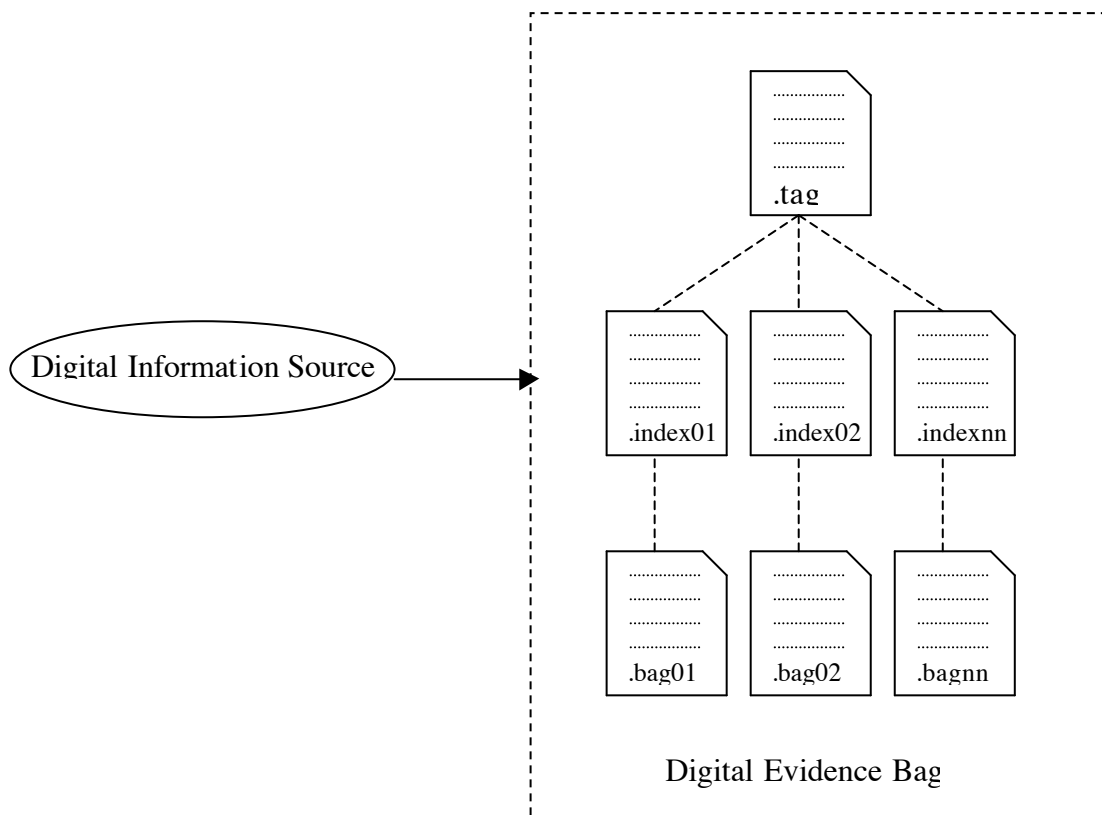 .tag
Digital Information Source
.index01
.index02
.indexnn
.bag01
.bag02
.bagnn
Digital Evidence Bag